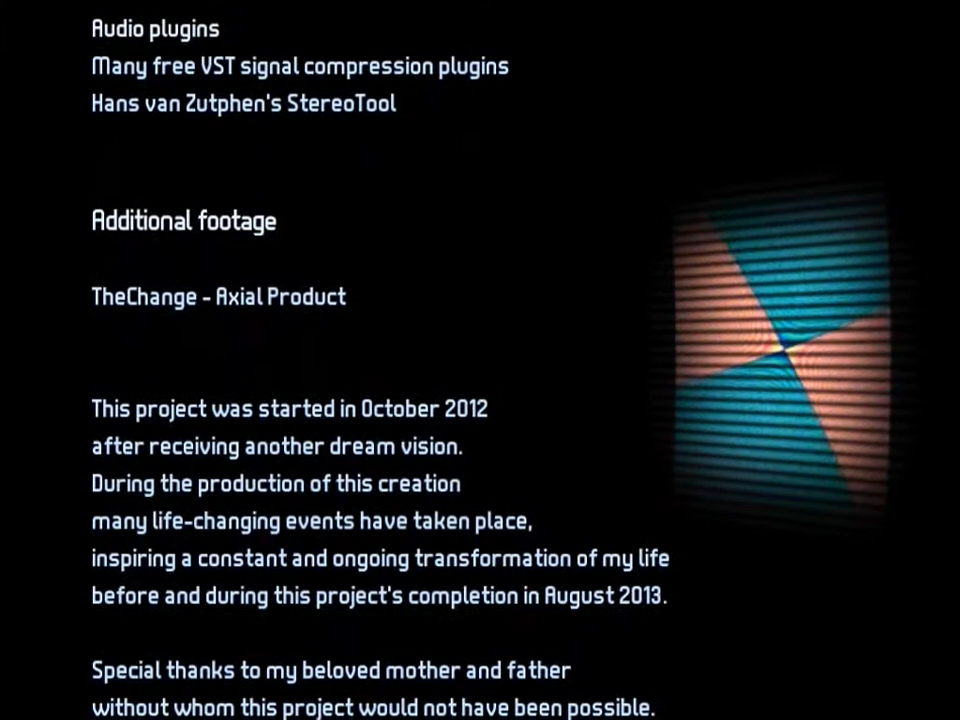 Audio plugins
Many free VST signal compression plugins
Hans van Zutphen's StereoTool
Additional footage
TheChange - Axial Product
This project was started in October 2012
after receiving another dream vision.
During the production of this creation
many life-changing events have taken place,
inspiring a constant and ongoing transformation of my life
before and during this project's completion in August 2013.
Special thanks to my beloved mother and father
without whom this project would not have been possible.